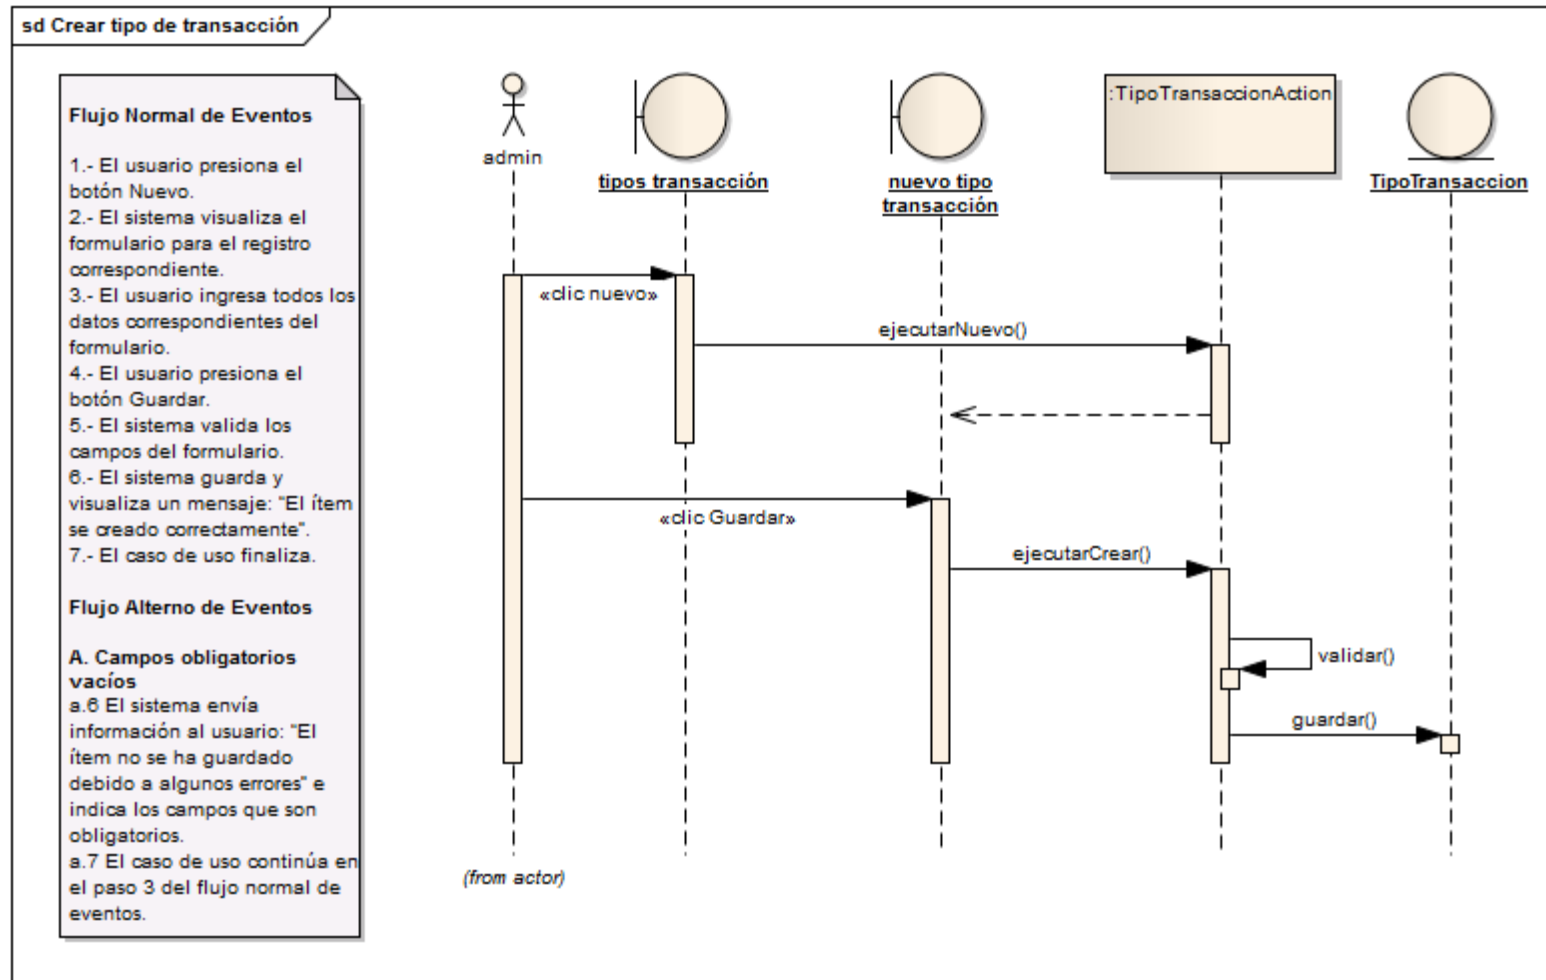 sd Crear tipo de transacción
Flujo Normal de Eventos
1.- El usuario presiona el
botón Nuevo.
2.- El sistema visualiza el
formulario para el registro
correspondiente.
3.- El usuario ingresa todos los
datos correspondientes del
formulario.
4.- El usuario presiona el
botón Guardar.
5.- El sistema valida los
campos del formulario.
6.- El sistema guarda y
visualiza un mensaje: "El ítem
se creado correctamente".
7.- El caso de uso finaliza.
Flujo Alterno de Eventos
A. Campos obligatorios
vacíos
a.6 El sistema envía
información al usuario: "El
ítem no se ha guardado
debido a algunos errores" e
indica los campos que son
obligatorios.
a.7 El caso de uso continúa en
el paso 3 del flujo normal de
eventos.
admin
tipos transacción
nuevo tipo
transacción
:TipoTransaccionAction
TipoTransaccion
«clic nuevo»
ejecutarNuevo()
«clic Guardar»
ejecutarCrear()
validar()
guardar()
(from actor)